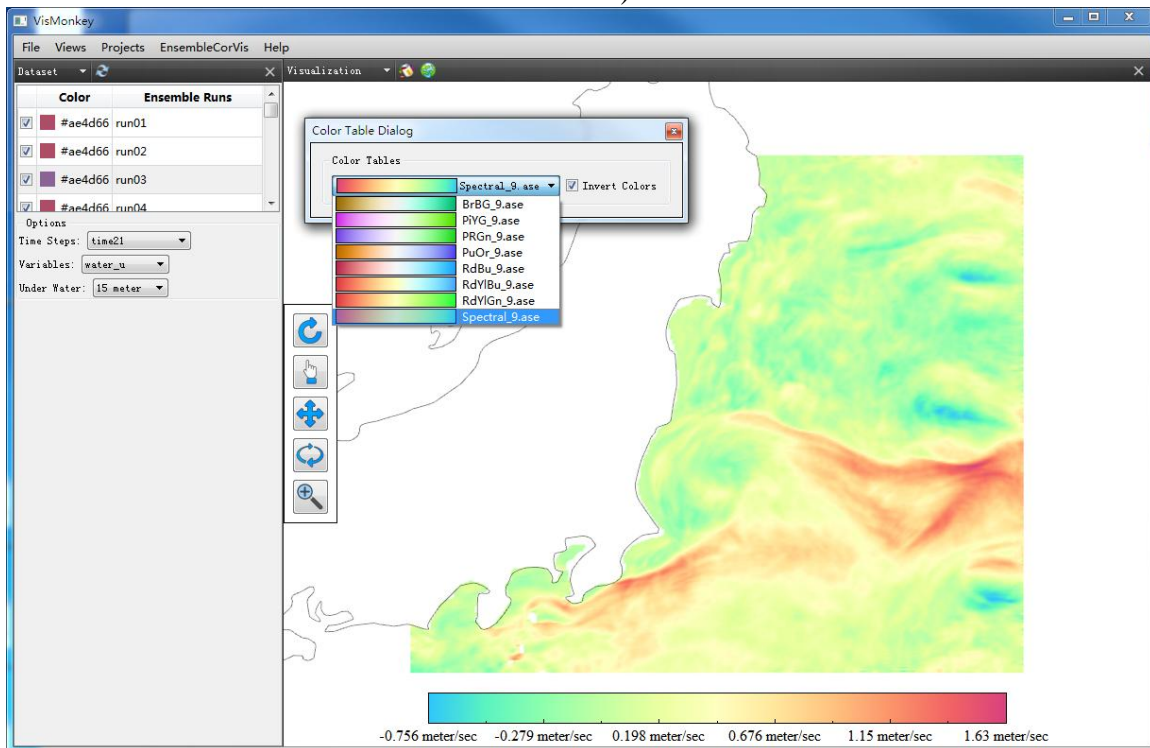 )
VisMonkey
File Views Projects EnsembleCorVis Help
Dataset
Visualization
Color Ensemble Runs
#ae4d66 run01
#ae4d66 run02
#ae4d66 run03
#ae4d66 run04
Options
Time Steps: time21
Variables: water_u
Under Water: 15 meter
Color Table Dialog
Color Tables
Spectral_9.ase Invert Colors
BrBG_9.ase
PiYG_9.ase
PRGn_9.ase
PuOr_9.ase
RdBu_9.ase
RdYlBu_9.ase
RdYlGn_9.ase
Spectral_9.ase
-0.756 meter/sec -0.279 meter/sec 0.198 meter/sec 0.676 meter/sec 1.15 meter/sec 1.63 meter/sec